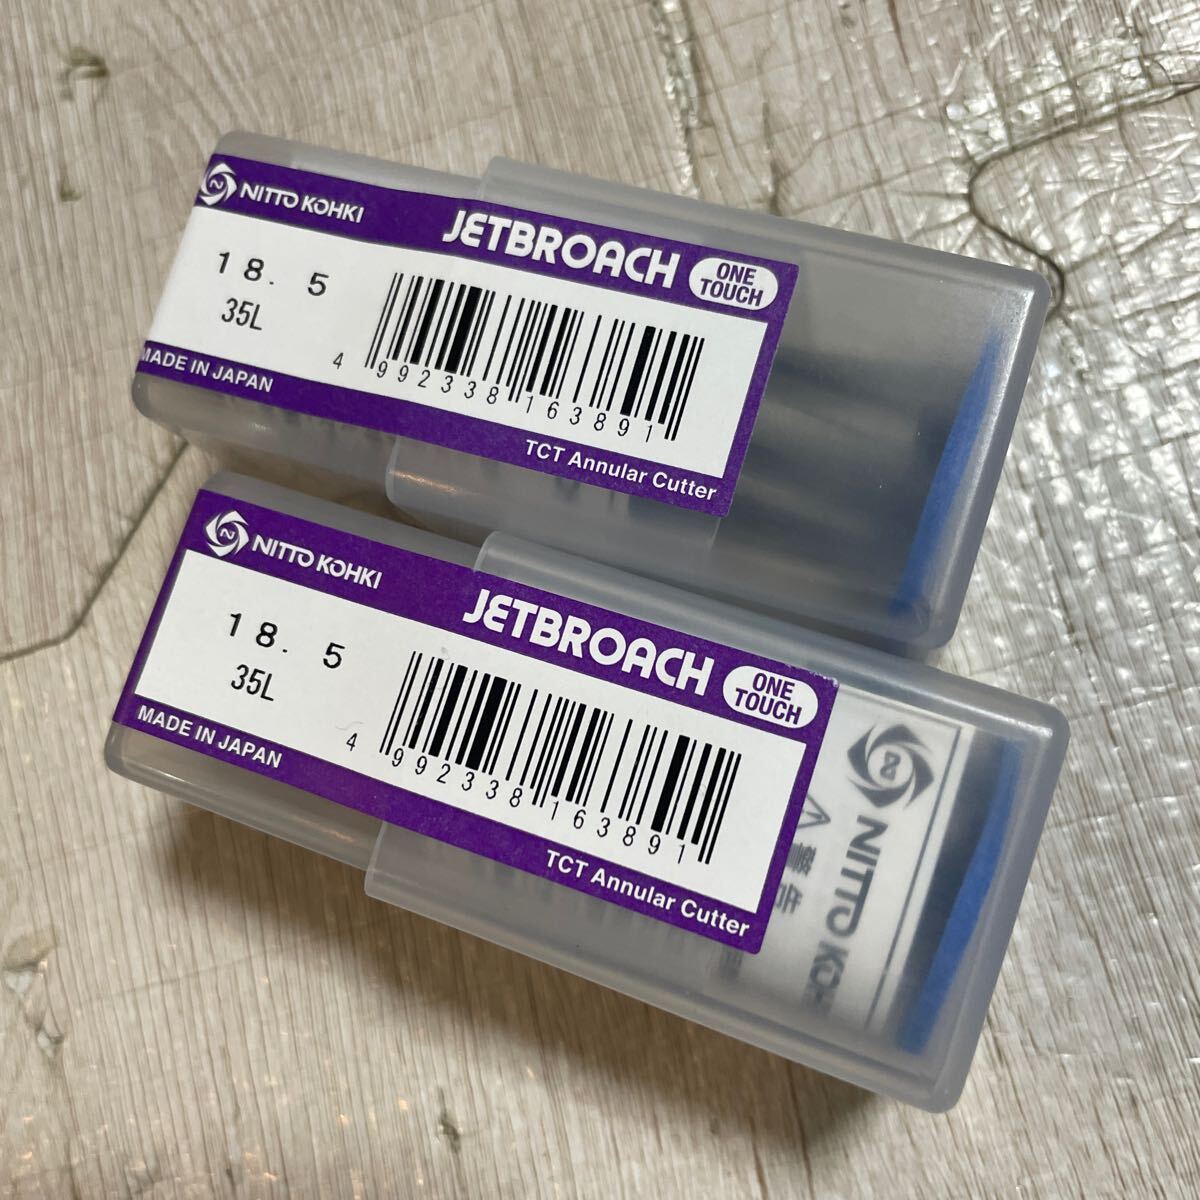 NITTO KOHKI
JETBROACH
ONE
TOUCH
18. 5
35L
4 992338 163891
MADE IN JAPAN
TCT Annular Cutter
NITTO KOHKI
JETBROACH
ONE
TOUCH
18. 5
35L
4 992338 163891
MADE IN JAPAN
TCT Annular Cutter
NITTO KOH